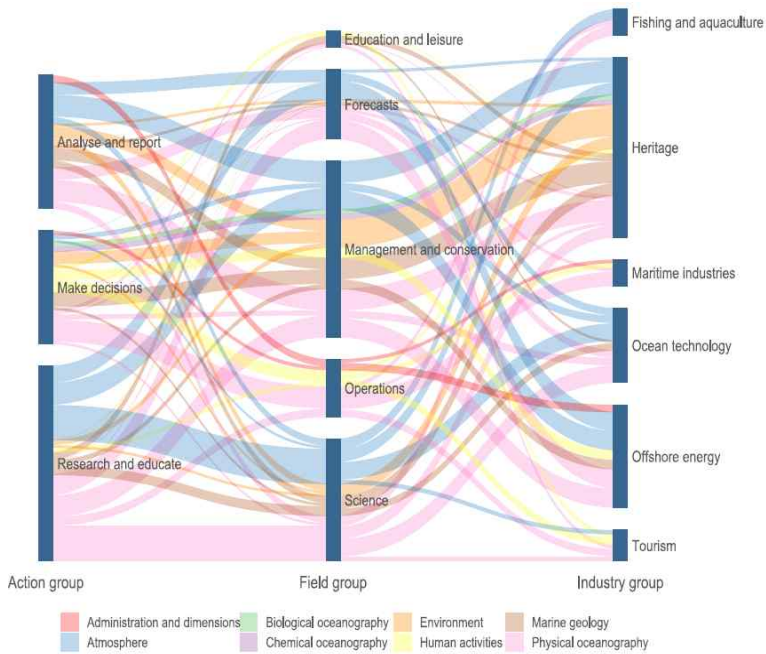 Education and leisure
Fishing and aquaculture
Forecasts
Analyse and report
Heritage
Management and conservation
Maritime industries
Make decisions
Ocean technology
Operations
Offshore energy
Research and educate
Science
Tourism
Action group
Field group
Industry group
Administration and dimensions
Biological oceanography
Environment
Marine geology
Atmosphere
Chemical oceanography
Human activities
Physical oceanography